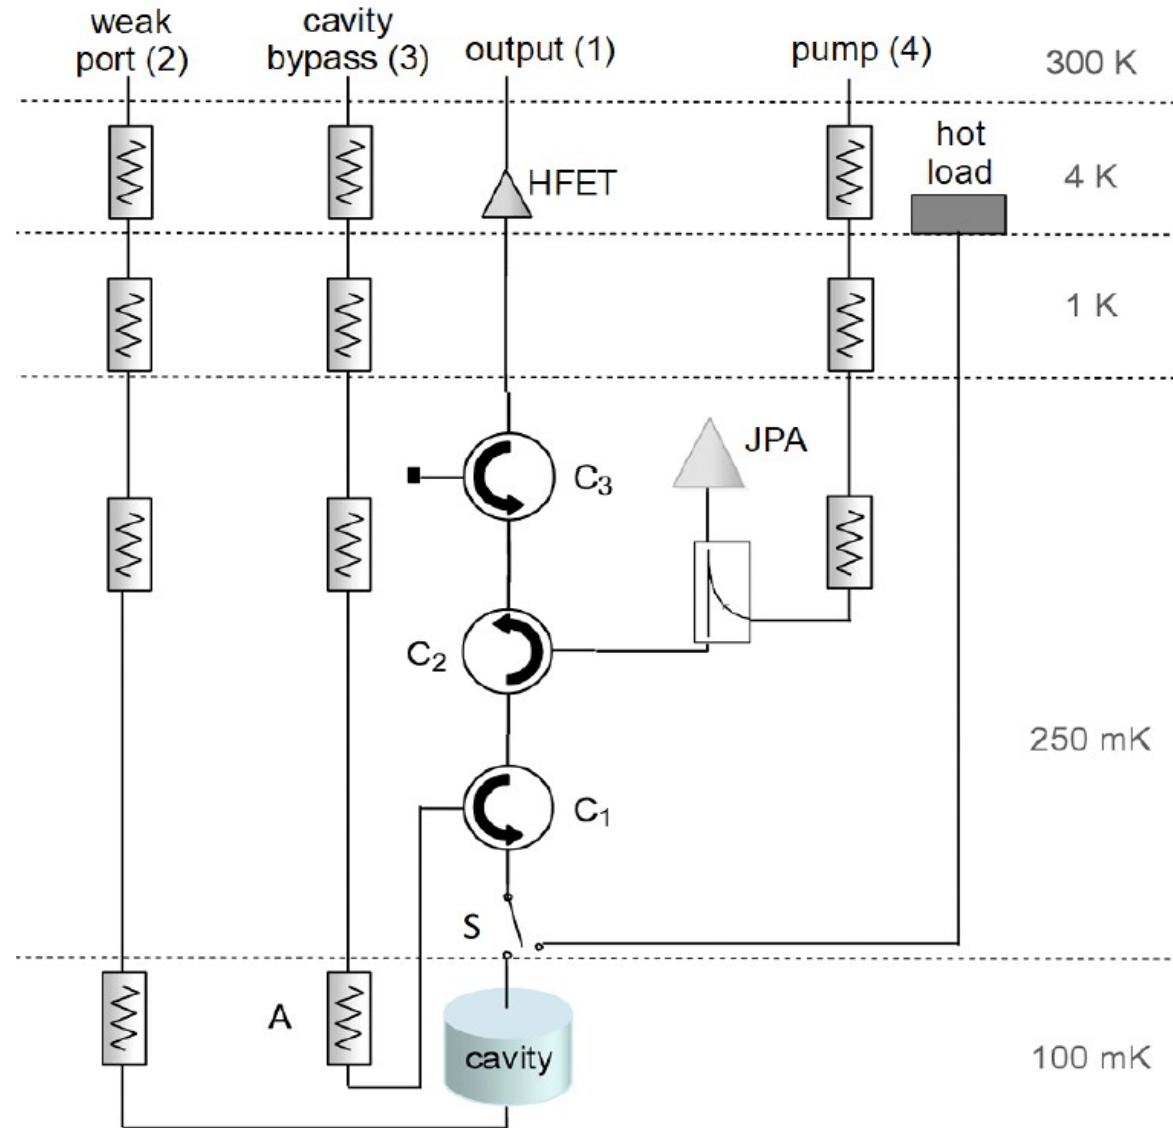 weak
port (2)
cavity
bypass (3)
output (1)
pump (4)
300 K
hot
load
HFET
4 K
1 K
JPA
C₃
C₂
250 mK
C₁
S
A
cavity
100 mK